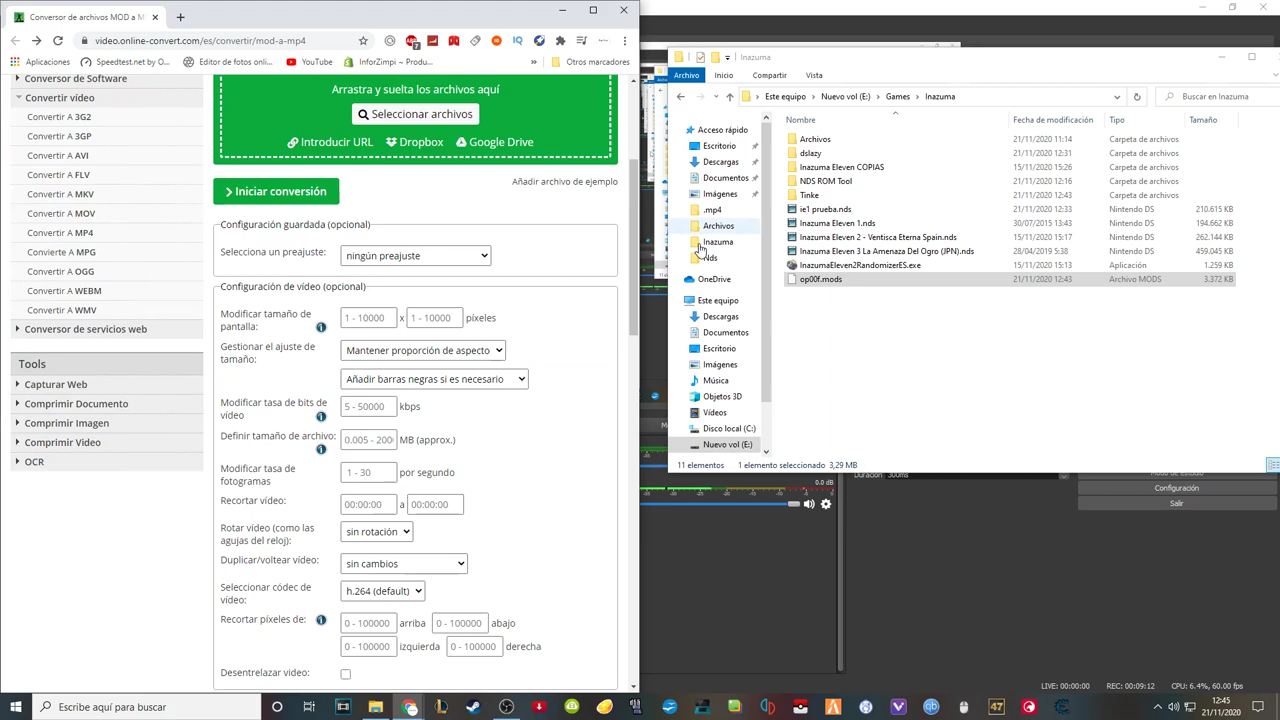 Conversor de archivos MOD a M
video.online-convert.com/es/convertir/mod-a-mp4
Aplicaciones
Speedtest.net by O...
Editor de fotos onli...
YouTube
InforZimpi ~ Produ...
Otros marcadores
Conversor de Software
Convertir vídeo
Convertir A 3G2
Convertir A 3GP
Convertir A AVI
Convertir A FLV
Convertir A MKV
Convertir A MOV
Convertir A MP4
Convierte A MPG
Convertir A OGG
Convertir A WEBM
Convertir A WMV
Conversor de servicios web
Tools
Capturar Web
Comprimir Documento
Comprimir Imagen
Comprimir Video
OCR
Arrastra y suelta los archivos aquí
Seleccionar archivos
Introducir URL
Dropbox
Google Drive
Iniciar conversión
Añadir archivo de ejemplo
Configuración guardada (opcional)
Selecciona un preajuste:
ningún preajuste
Configuración de vídeo (opcional)
Modificar tamaño de
pantalla:
1 - 10000 x 1 - 10000 píxeles
Gestionar el ajuste de
tamaño:
Mantener proporción de aspecto
Añadir barras negras si es necesario
Modificar tasa de bits de
vídeo
5 - 50000 kbps
Definir tamaño de archivo:
0.005 - 200 MB (approx.)
Modificar tasa de
fotogramas
1 - 30 por segundo
Recortar vídeo:
00:00:00 a 00:00:00
Rotar vídeo (como las
agujas del reloj):
sin rotación
Duplicar/voltear vídeo:
sin cambios
Seleccionar códec de
vídeo:
h.264 (default)
Recortar píxeles de:
0 - 100000 arriba 0 - 100000 abajo
0 - 100000 izquierda 0 - 100000 derecha
Desentrelazar video:
Inazuma
Archivo
Inicio
Compartir
Vista
Este equipo > Nuevo vol (E:) > Games > Inazuma
Buscar en Inazuma
Acceso rápido
Escritorio
Descargas
Documentos
Imágenes
.mp4
Archivos
Inazuma
Nds
OneDrive
Este equipo
Descargas
Documentos
Escritorio
Imágenes
Música
Objetos 3D
Vídeos
Disco local (C:)
Nuevo vol (E:)
Nombre Fecha de modificación Tipo Tamaño
Archivos 21/11/2020 11:14 Carpeta de archivos
dslazy 21/11/2020 12:31 Carpeta de archivos
Inazuma Eleven COPIAS 15/11/2020 15:26 Carpeta de archivos
NDS ROM Tool 21/11/2020 12:16 Carpeta de archivos
Tinke 21/11/2020 12:09 Carpeta de archivos
ie1 prueba.nds 21/11/2020 12:33 Nintendo DS 210.615 KB
Inazuma Eleven 1.nds 30/07/2015 13:43 Nintendo DS 194.662 KB
Inazuma Eleven 2 - Ventisca Eterna Spain.nds 15/11/2020 15:17 Nintendo DS 262.144 KB
Inazuma Eleven 3 La Amenaza Del Ogro (JPN).nds 28/04/2019 5:38 Nintendo DS 459.045 KB
InazumaEleven2RandomizerES.exe 15/11/2020 15:13 Aplicación 1.259 KB
op00f.mods 21/11/2020 12:43 Archivo MODS 3.372 KB
11 elementos
1 elemento seleccionado 3,29 MB
Duración 300ms
0.0 dB
Configuración
Salir
LIVE: 00:00:00
REC: 00:09:12
CPU: 6.4%, 60.00 fps
Escribe aquí para buscar
12:45
21/11/2020